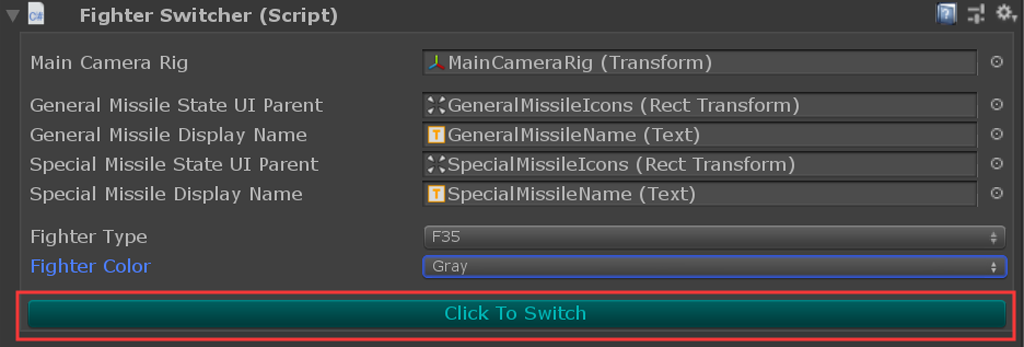 C#
Fighter Switcher (Script)
Main Camera Rig MainCameraRig (Transform)
General Missile State UI Parent GeneralMissileIcons (Rect Transform)
General Missile Display Name T GeneralMissileName (Text)
Special Missile State UI Parent SpecialMissileIcons (Rect Transform)
Special Missile Display Name T SpecialMissileName (Text)
Fighter Type F35
Fighter Color Gray
Click To Switch